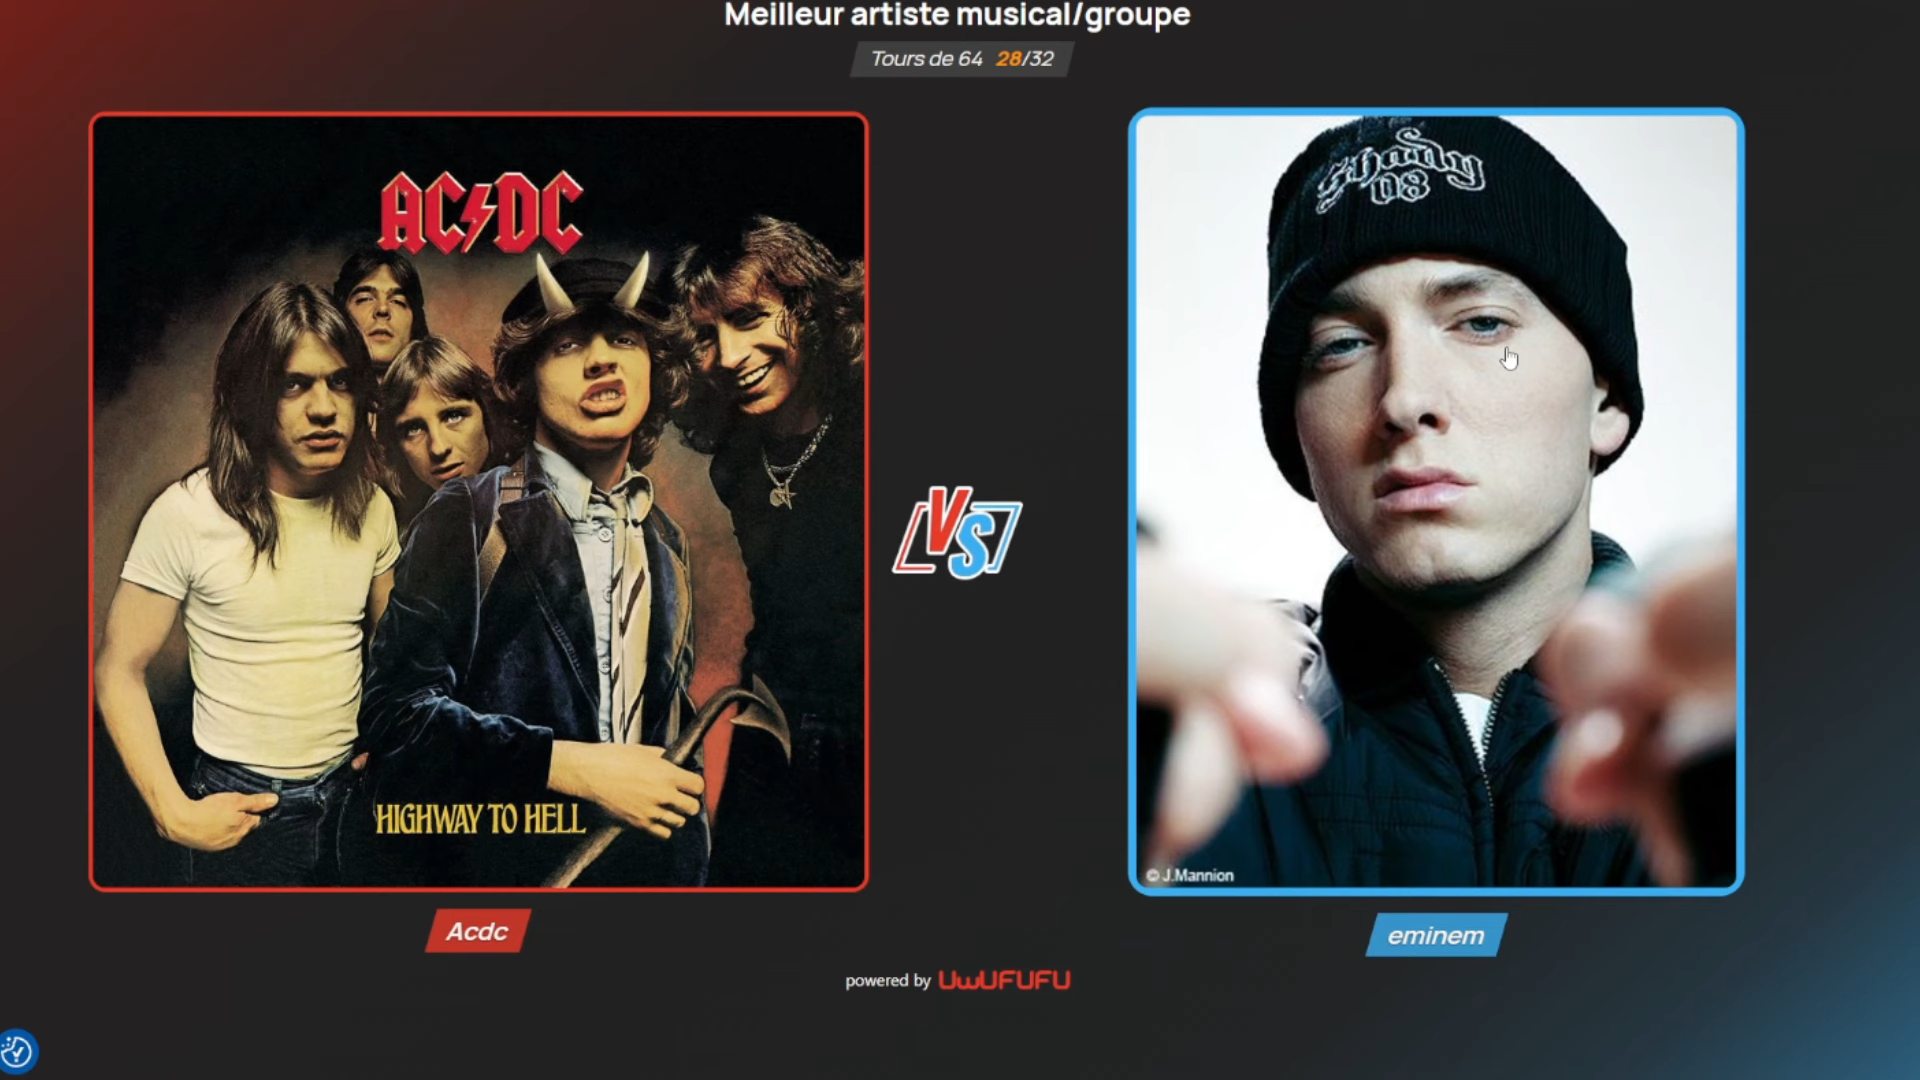 Meilleur artiste musical/groupe
Tours de 64 28/32
AC DC
HIGHWAY TO HELL
Shady
08
VS
© J.Mannion
Acdc
eminem
powered by UwUFUFU